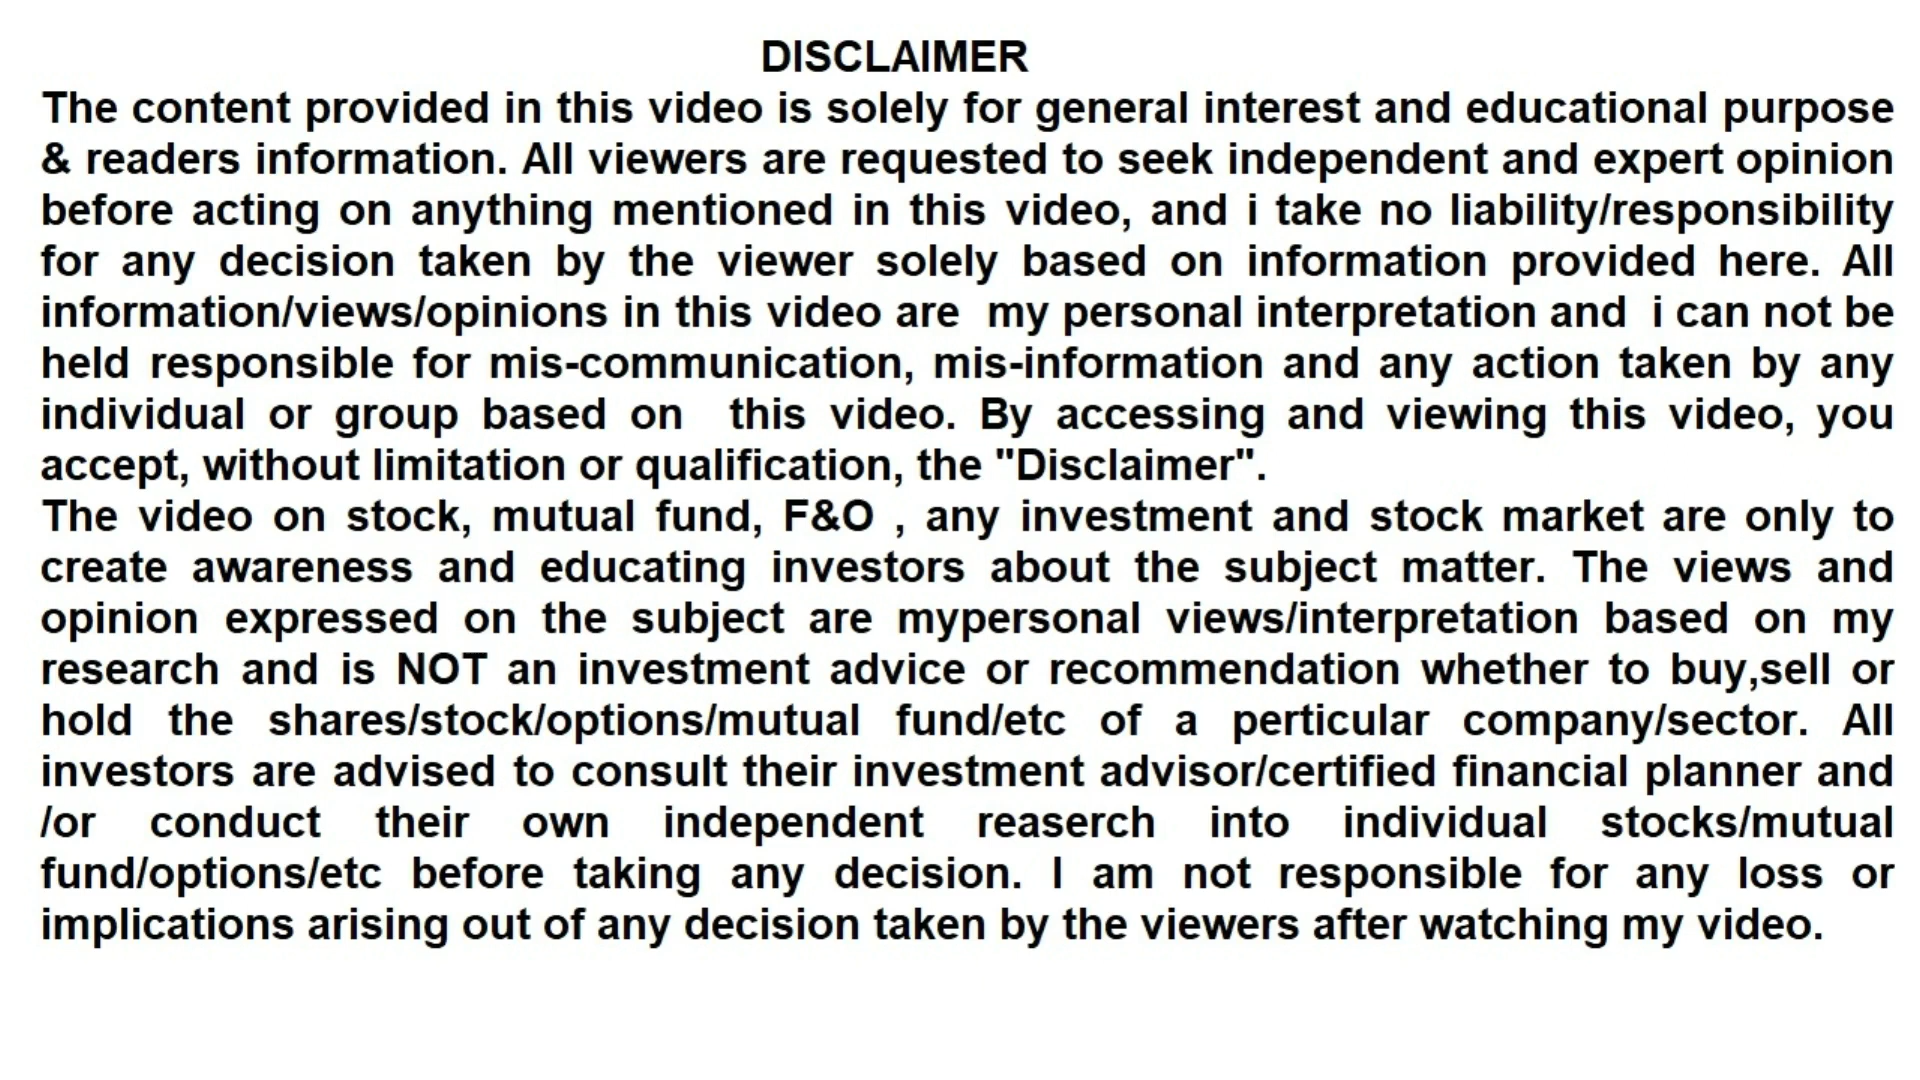 DISCLAIMER
The content provided in this video is solely for general interest and educational purpose
& readers information. All viewers are requested to seek independent and expert opinion
before acting on anything mentioned in this video, and i take no liability/responsibility
for any decision taken by the viewer solely based on information provided here. All
information/views/opinions in this video are  my personal interpretation and  i can not be
held responsible for mis-communication, mis-information and any action taken by any
individual or group based on  this video. By accessing and viewing this video, you
accept, without limitation or qualification, the "Disclaimer".
The video on stock, mutual fund, F&O , any investment and stock market are only to
create awareness and educating investors about the subject matter. The views and
opinion expressed on the subject are mypersonal views/interpretation based on my
research and is NOT an investment advice or recommendation whether to buy,sell or
hold the shares/stock/options/mutual fund/etc of a perticular company/sector. All
investors are advised to consult their investment advisor/certified financial planner and
/or conduct their own independent reaserch into individual stocks/mutual
fund/options/etc before taking any decision. I am not responsible for any loss or
implications arising out of any decision taken by the viewers after watching my video.